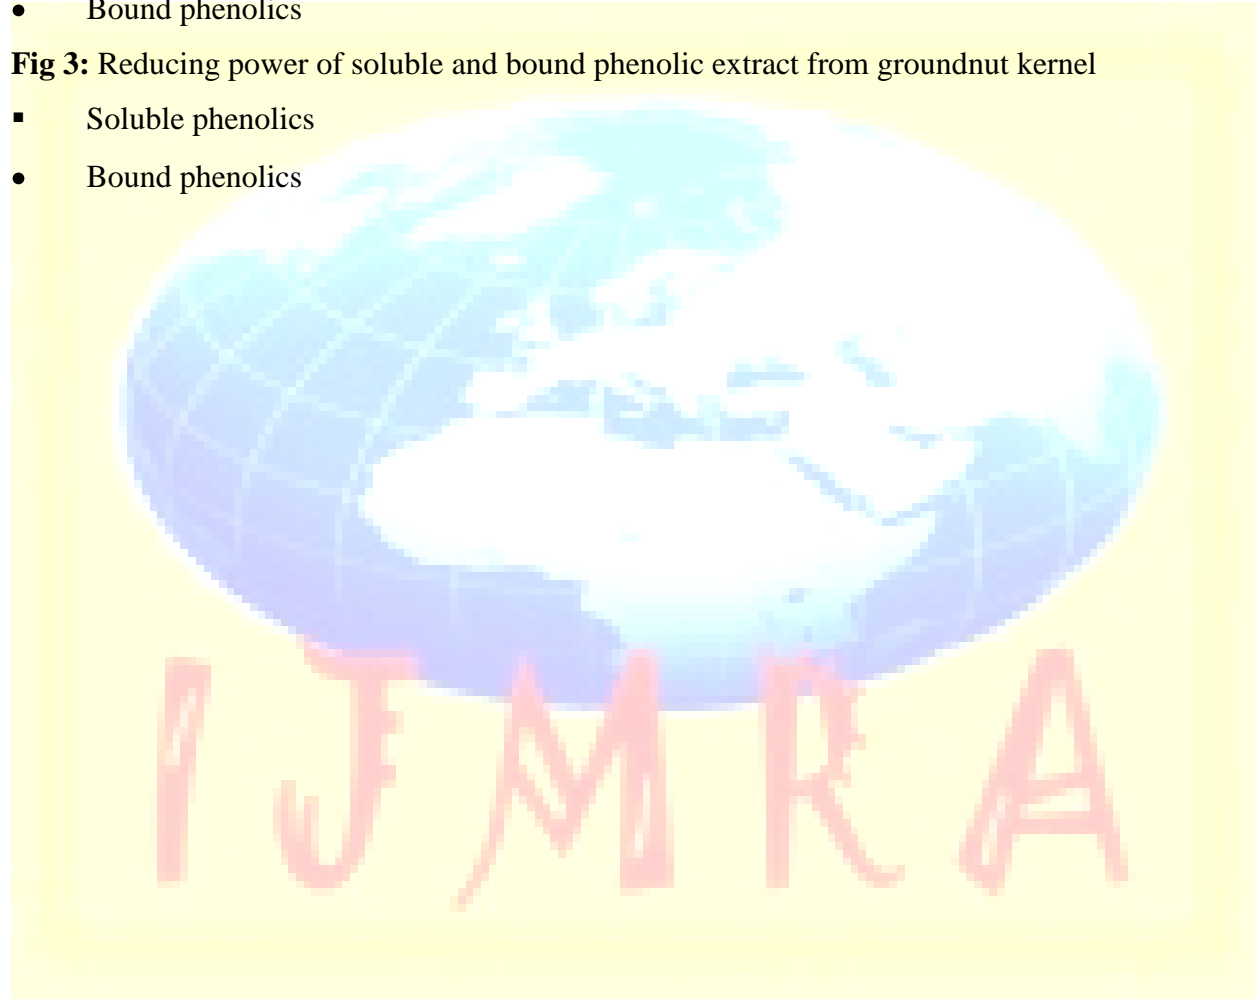 ● Bound phenolics
Fig 3: Reducing power of soluble and bound phenolic extract from groundnut kernel
▪ Soluble phenolics
● Bound phenolics
IJMRA